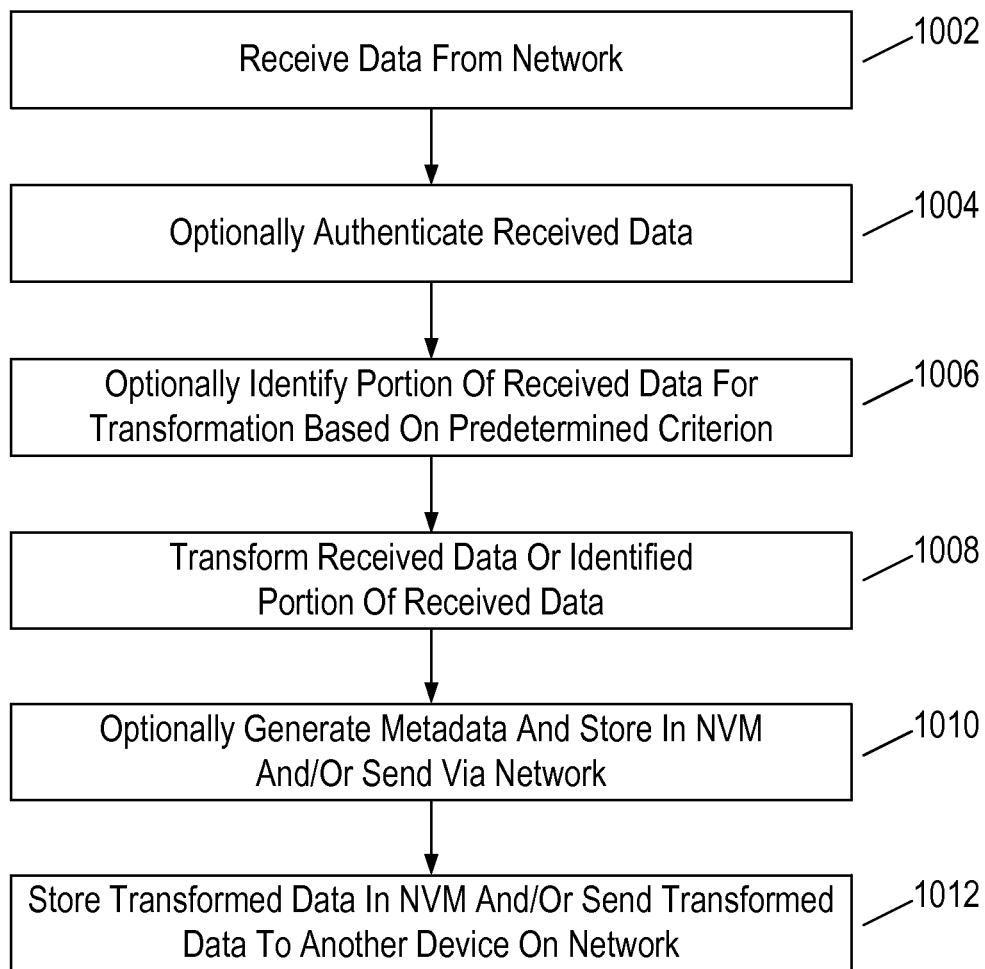 Receive Data From Network
1002
Optionally Authenticate Received Data
1004
Optionally Identify Portion Of Received Data For
Transformation Based On Predetermined Criterion
1006
Transform Received Data Or Identified
Portion Of Received Data
1008
Optionally Generate Metadata And Store In NVM
And/Or Send Via Network
1010
Store Transformed Data In NVM And/Or Send Transformed
Data To Another Device On Network
1012